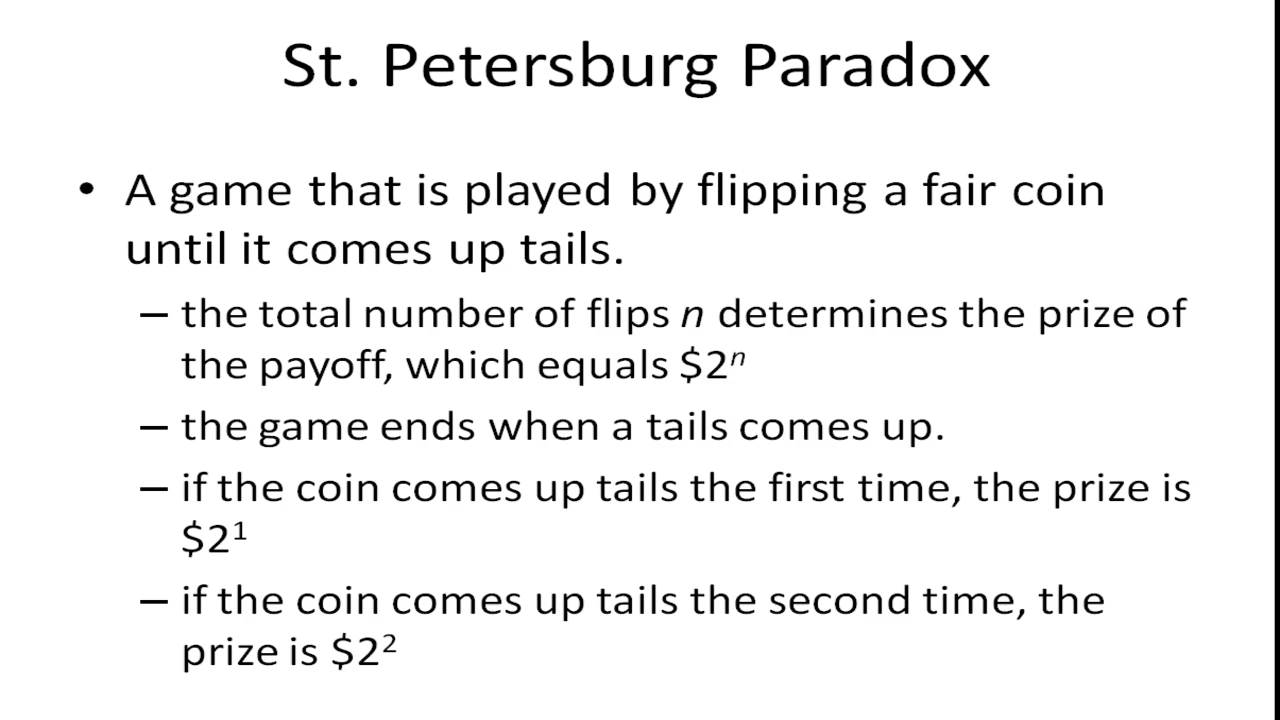 St. Petersburg Paradox
• A game that is played by flipping a fair coin
until it comes up tails.
– the total number of flips n determines the prize of
the payoff, which equals $2ⁿ
– the game ends when a tails comes up.
– if the coin comes up tails the first time, the prize is
$2¹
– if the coin comes up tails the second time, the
prize is $2²